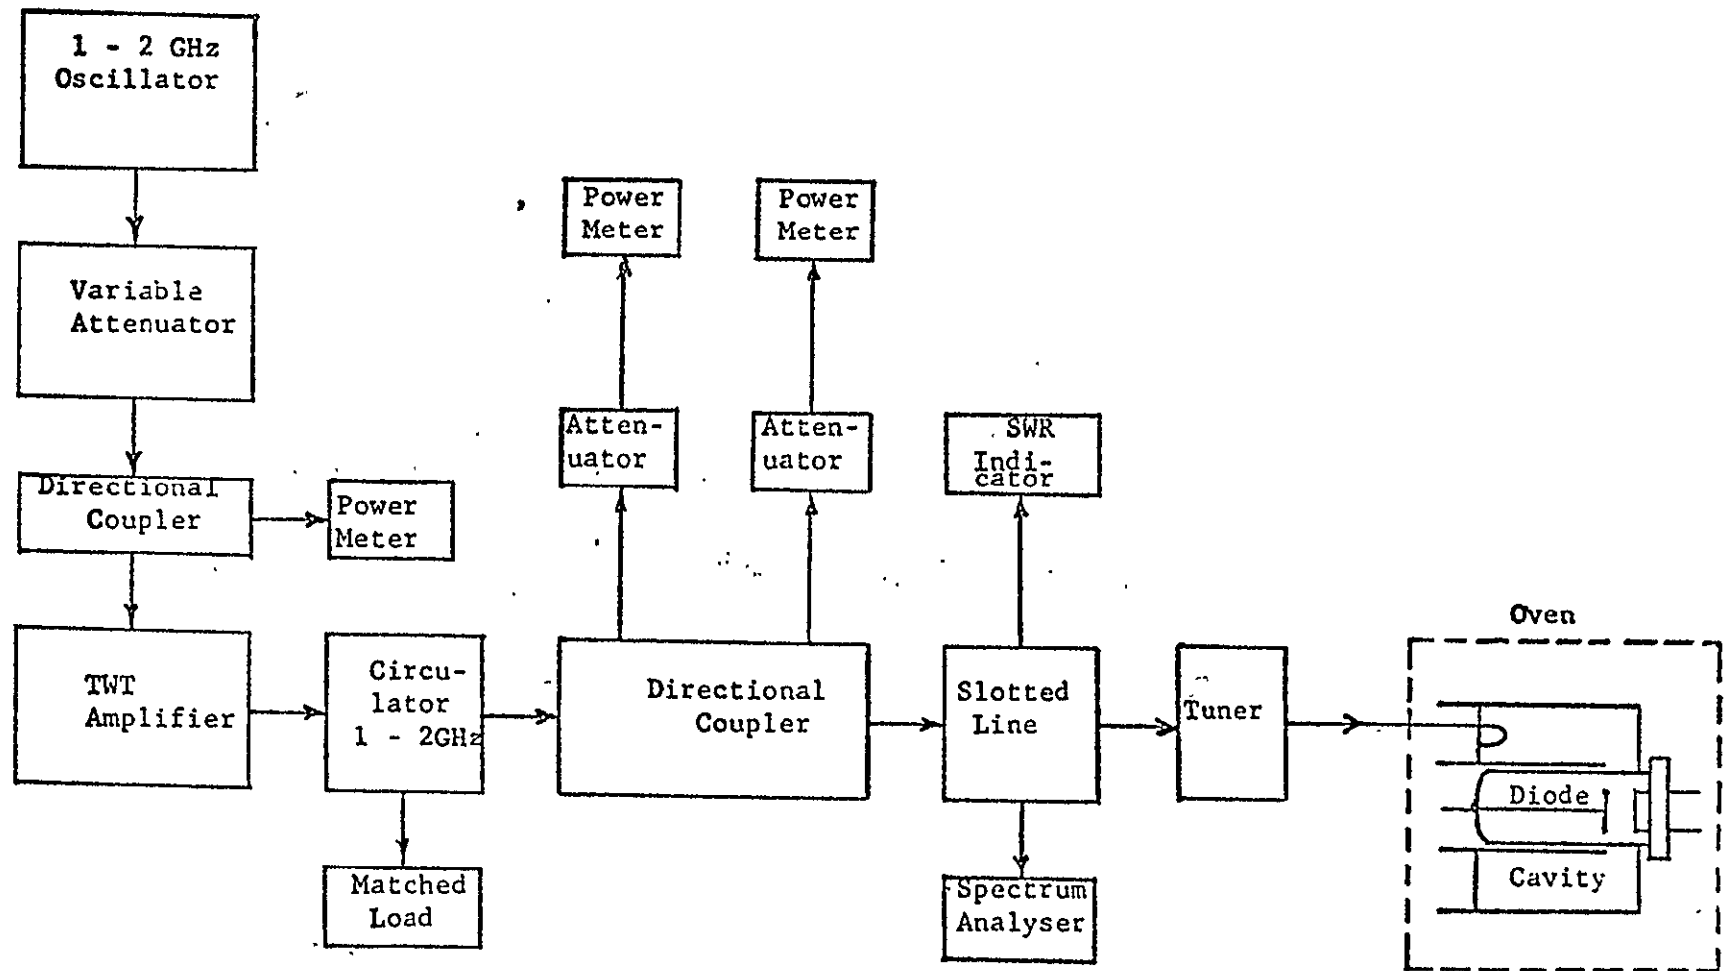 1 - 2 GHz
Oscillator
Variable
Attenuator
Directional
Coupler
Power
Meter
TWT
Amplifier
Circu-
lator
1 - 2GHz
Matched
Load
Power
Meter
Atten-
uator
Power
Meter
Atten-
uator
Directional
Coupler
SWR
Indi-
cator
Slotted
Line
Spectrum
Analyser
Tuner
Oven
Diode
Cavity